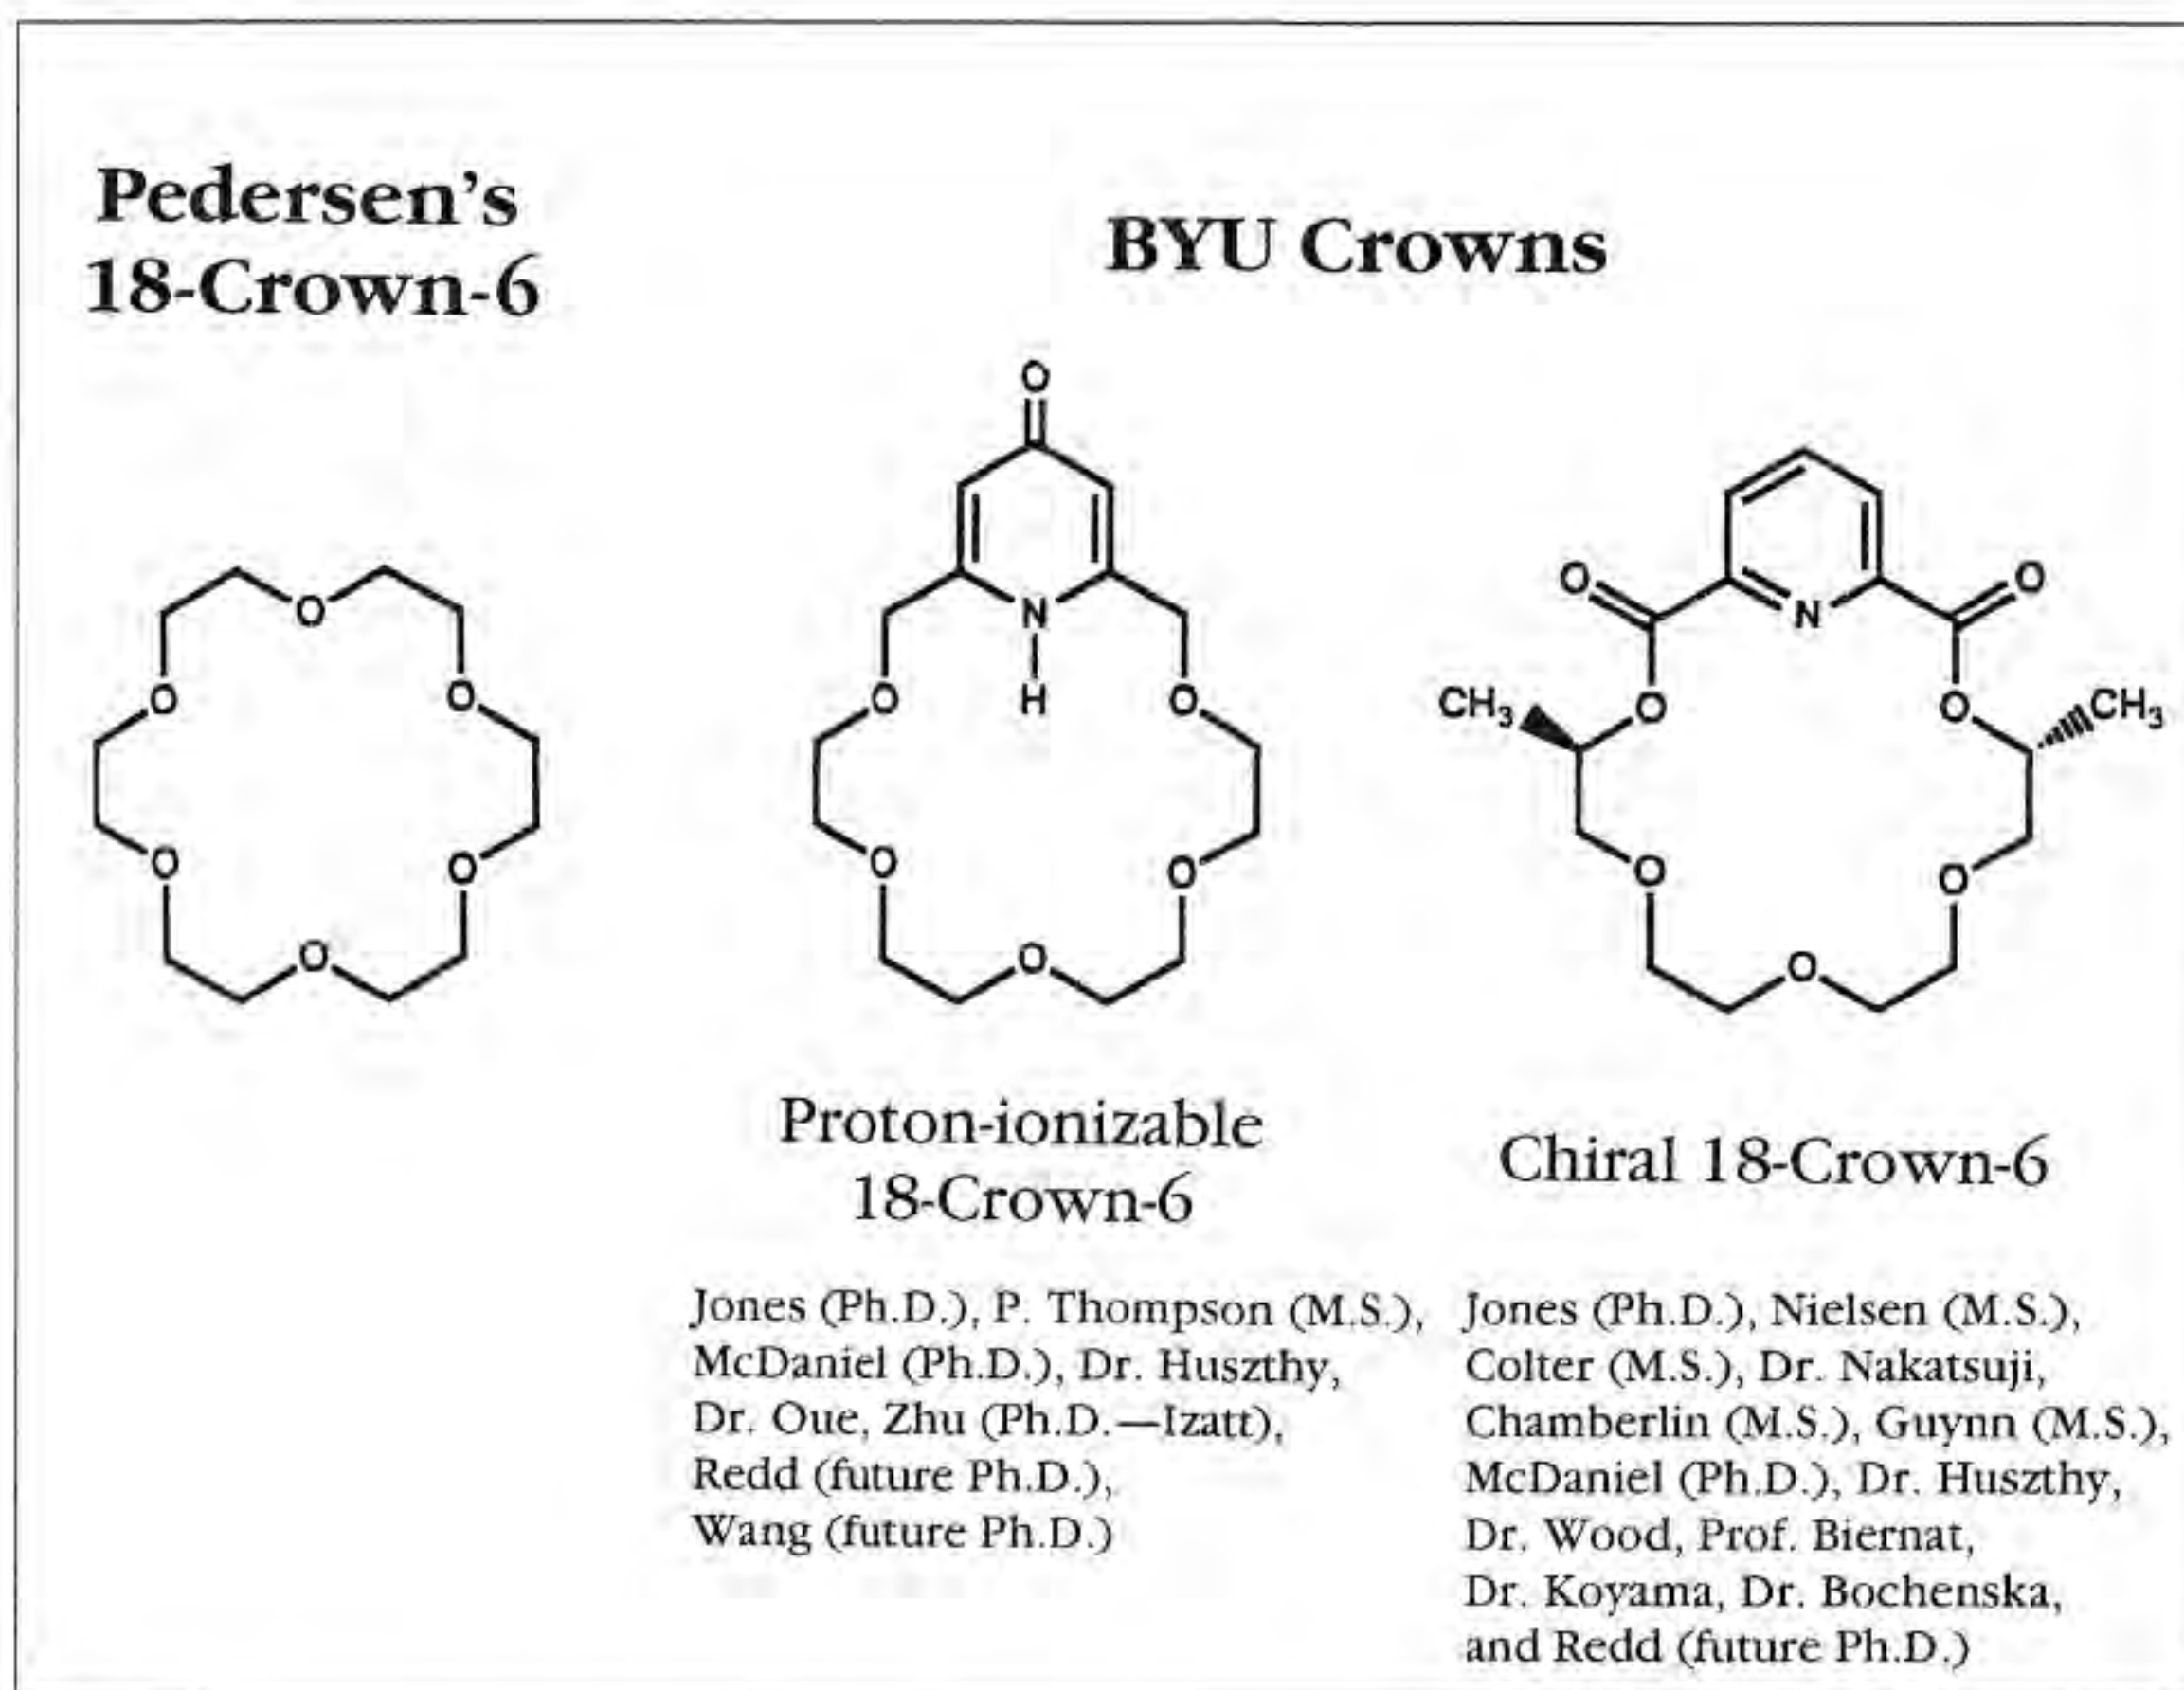 Pedersen's
18-Crown-6
BYU Crowns
O
O
O
O
O
O
O
O
N
H
O
O
O
O
O
O
O
N
O
O
CH3
CH3
O
O
O
Proton-ionizable
18-Crown-6
Chiral 18-Crown-6
Jones (Ph.D.), P. Thompson (M.S.),
McDaniel (Ph.D.), Dr. Huszthy,
Dr. Oue, Zhu (Ph.D.—Izatt),
Redd (future Ph.D.),
Wang (future Ph.D.)
Jones (Ph.D.), Nielsen (M.S.),
Colter (M.S.), Dr. Nakatsuji,
Chamberlin (M.S.), Guynn (M.S.),
McDaniel (Ph.D.), Dr. Huszthy,
Dr. Wood, Prof. Biernat,
Dr. Koyama, Dr. Bochenska,
and Redd (future Ph.D.)